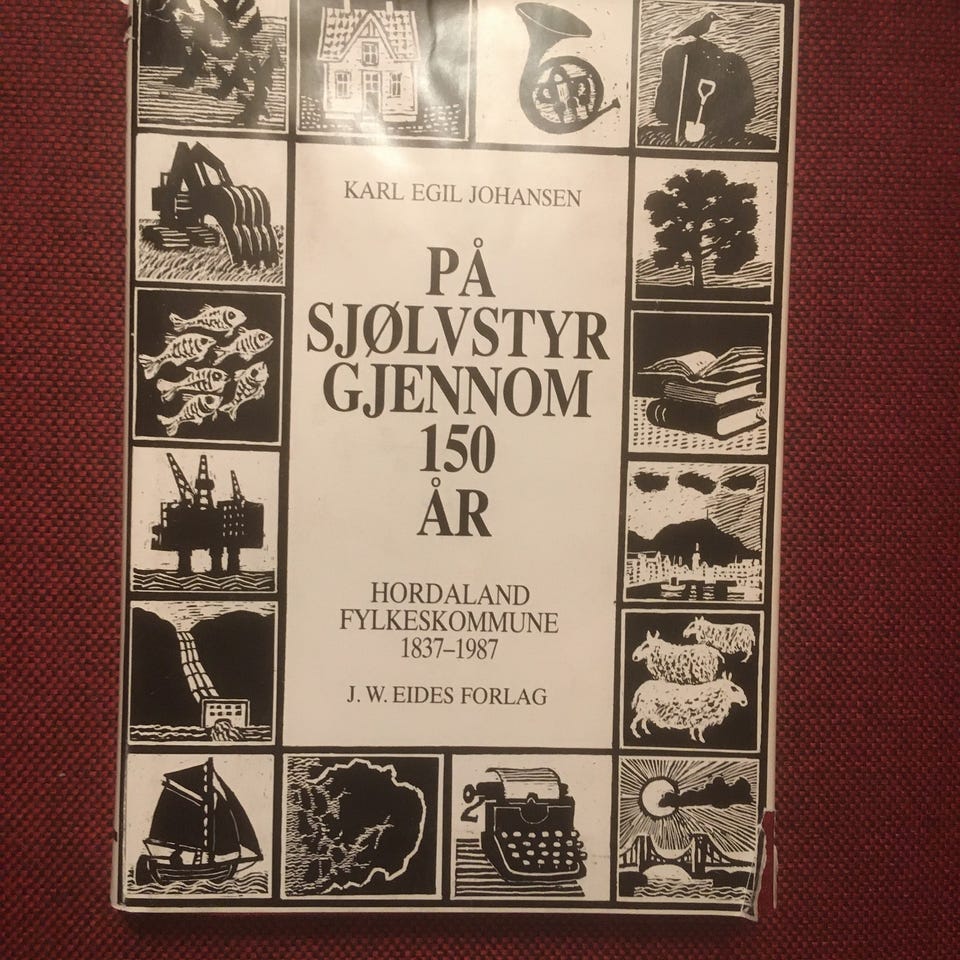 KARL EGIL JOHANSEN
PÅ
SJØLVSTYR
GJENNOM
150
ÅR
HORDALAND
FYLKESKOMMUNE
1837–1987
J. W. EIDES FORLAG